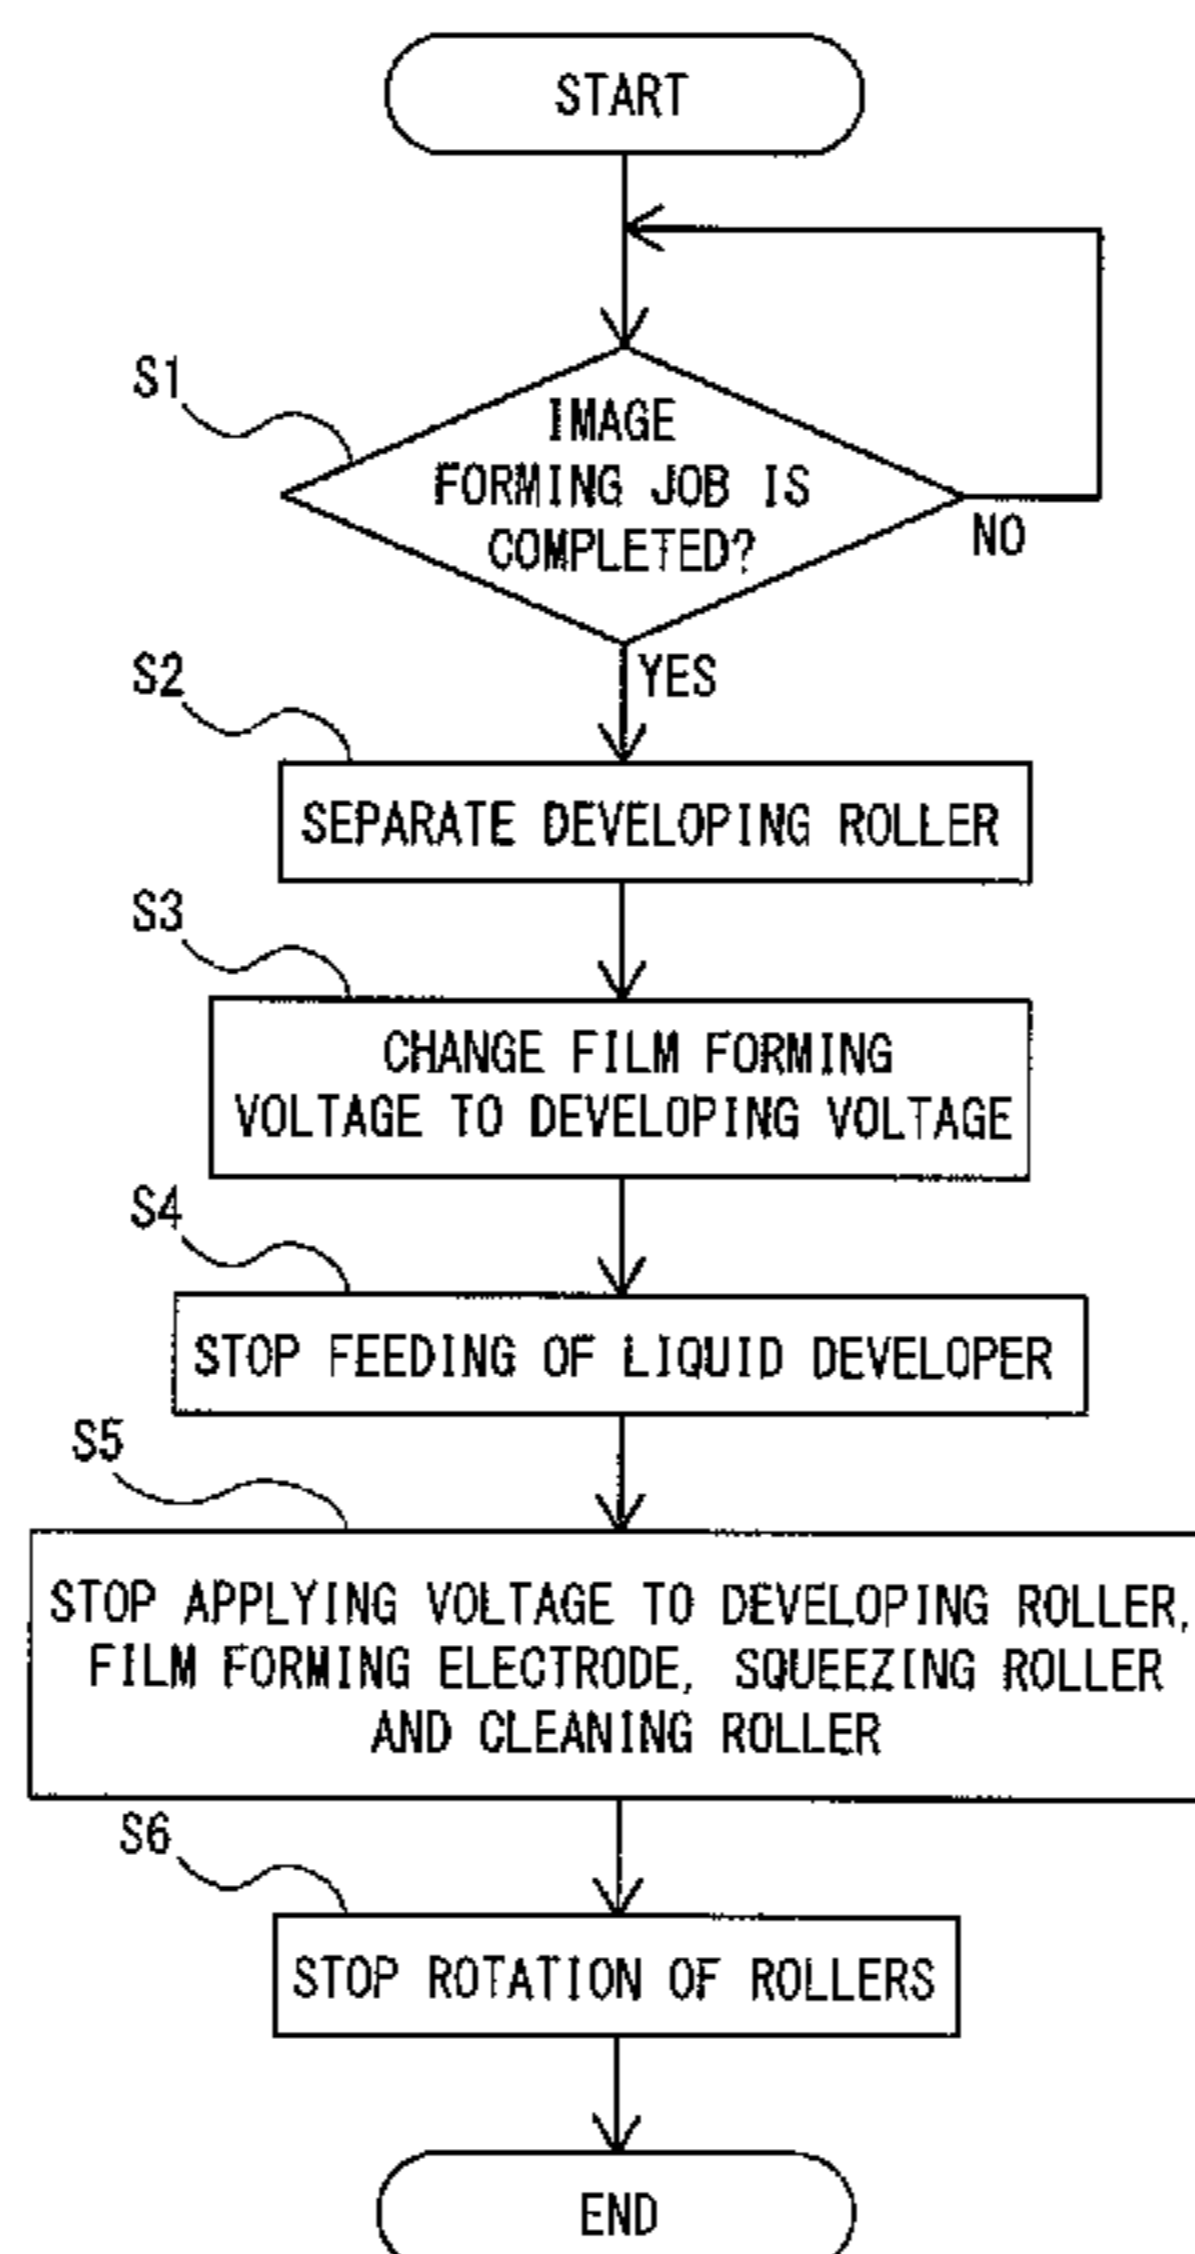 START
S1
IMAGE
FORMING JOB IS
COMPLETED?
NO
YES
S2
SEPARATE DEVELOPING ROLLER
S3
CHANGE FILM FORMING
VOLTAGE TO DEVELOPING VOLTAGE
S4
STOP FEEDING OF LIQUID DEVELOPER
S5
STOP APPLYING VOLTAGE TO DEVELOPING ROLLER,
FILM FORMING ELECTRODE, SQUEEZING ROLLER
AND CLEANING ROLLER
S6
STOP ROTATION OF ROLLERS
END